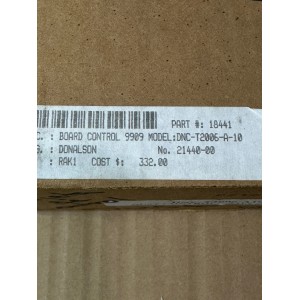 PART #: 18441
C.: BOARD CONTROL 9909 MODEL:DNC-T2006-A-10
G.: DONALSON No. 21440-00
.: RAK1 COST $: 332.00